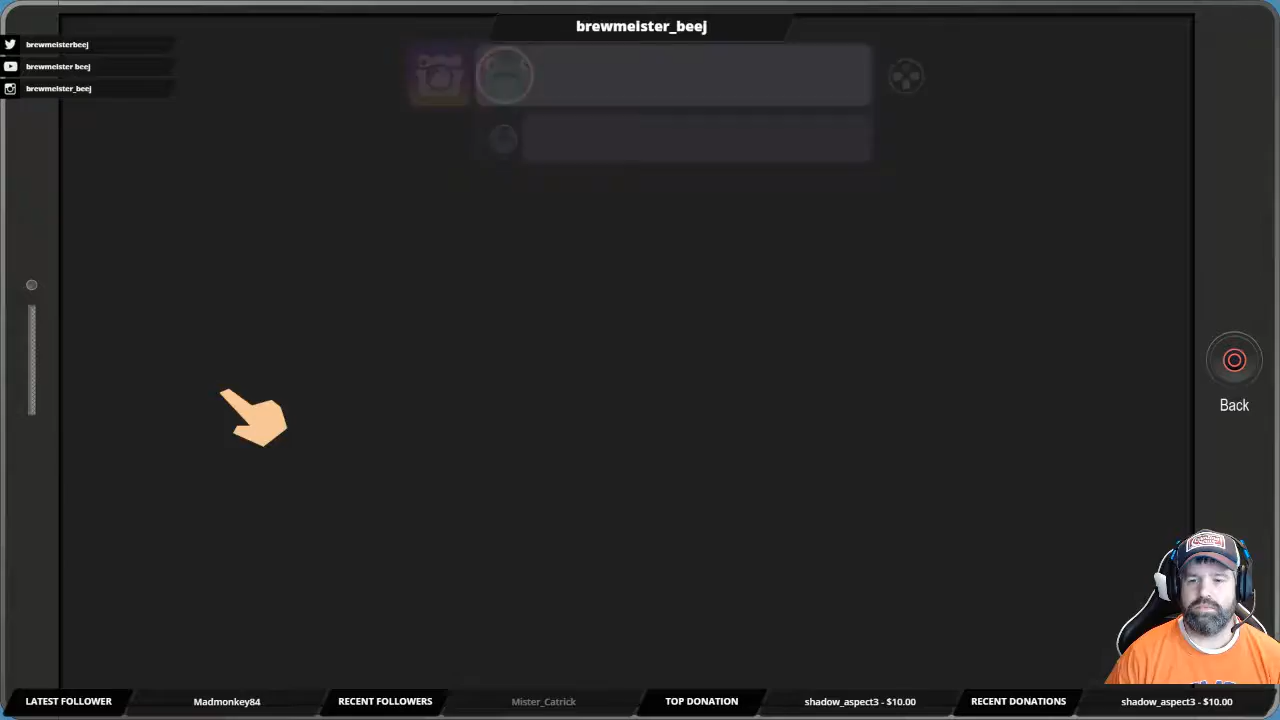 brewmeister_beej
brewmeisterbeej
brewmeister beej
brewmeister_beej
Back
LATEST FOLLOWER
Madmonkey84
RECENT FOLLOWERS
Mister_Catrick
TOP DONATION
shadow_aspect3 - $10.00
RECENT DONATIONS
shadow_aspect3 - $10.00